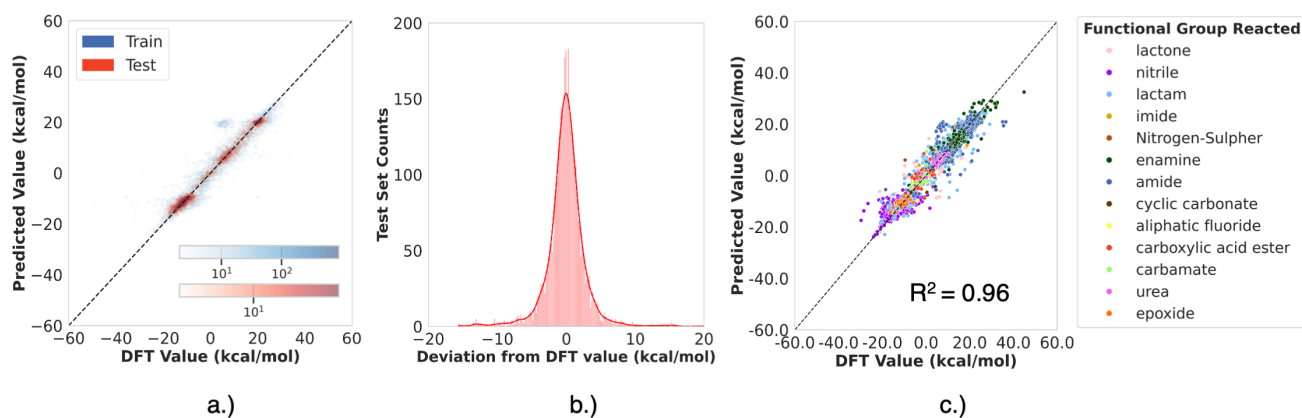 60
40
20
0
−20
−40
−60
−60
−40
−20
0
20
40
60
Predicted Value (kcal/mol)
DFT Value (kcal/mol)
Train
Test
10¹
10²
10¹
a.)
200
150
100
50
0
−20
−10
0
10
20
Test Set Counts
Deviation from DFT value (kcal/mol)
b.)
60.0
40.0
20.0
0.0
-20.0
-40.0
-60.0
-60.0
-40.0
-20.0
0.0
20.0
40.0
60.0
Predicted Value (kcal/mol)
DFT Value (kcal/mol)
R² = 0.96
c.)
Functional Group Reacted
lactone
nitrile
lactam
imide
Nitrogen-Sulpher
enamine
amide
cyclic carbonate
aliphatic fluoride
carboxylic acid ester
carbamate
urea
epoxide